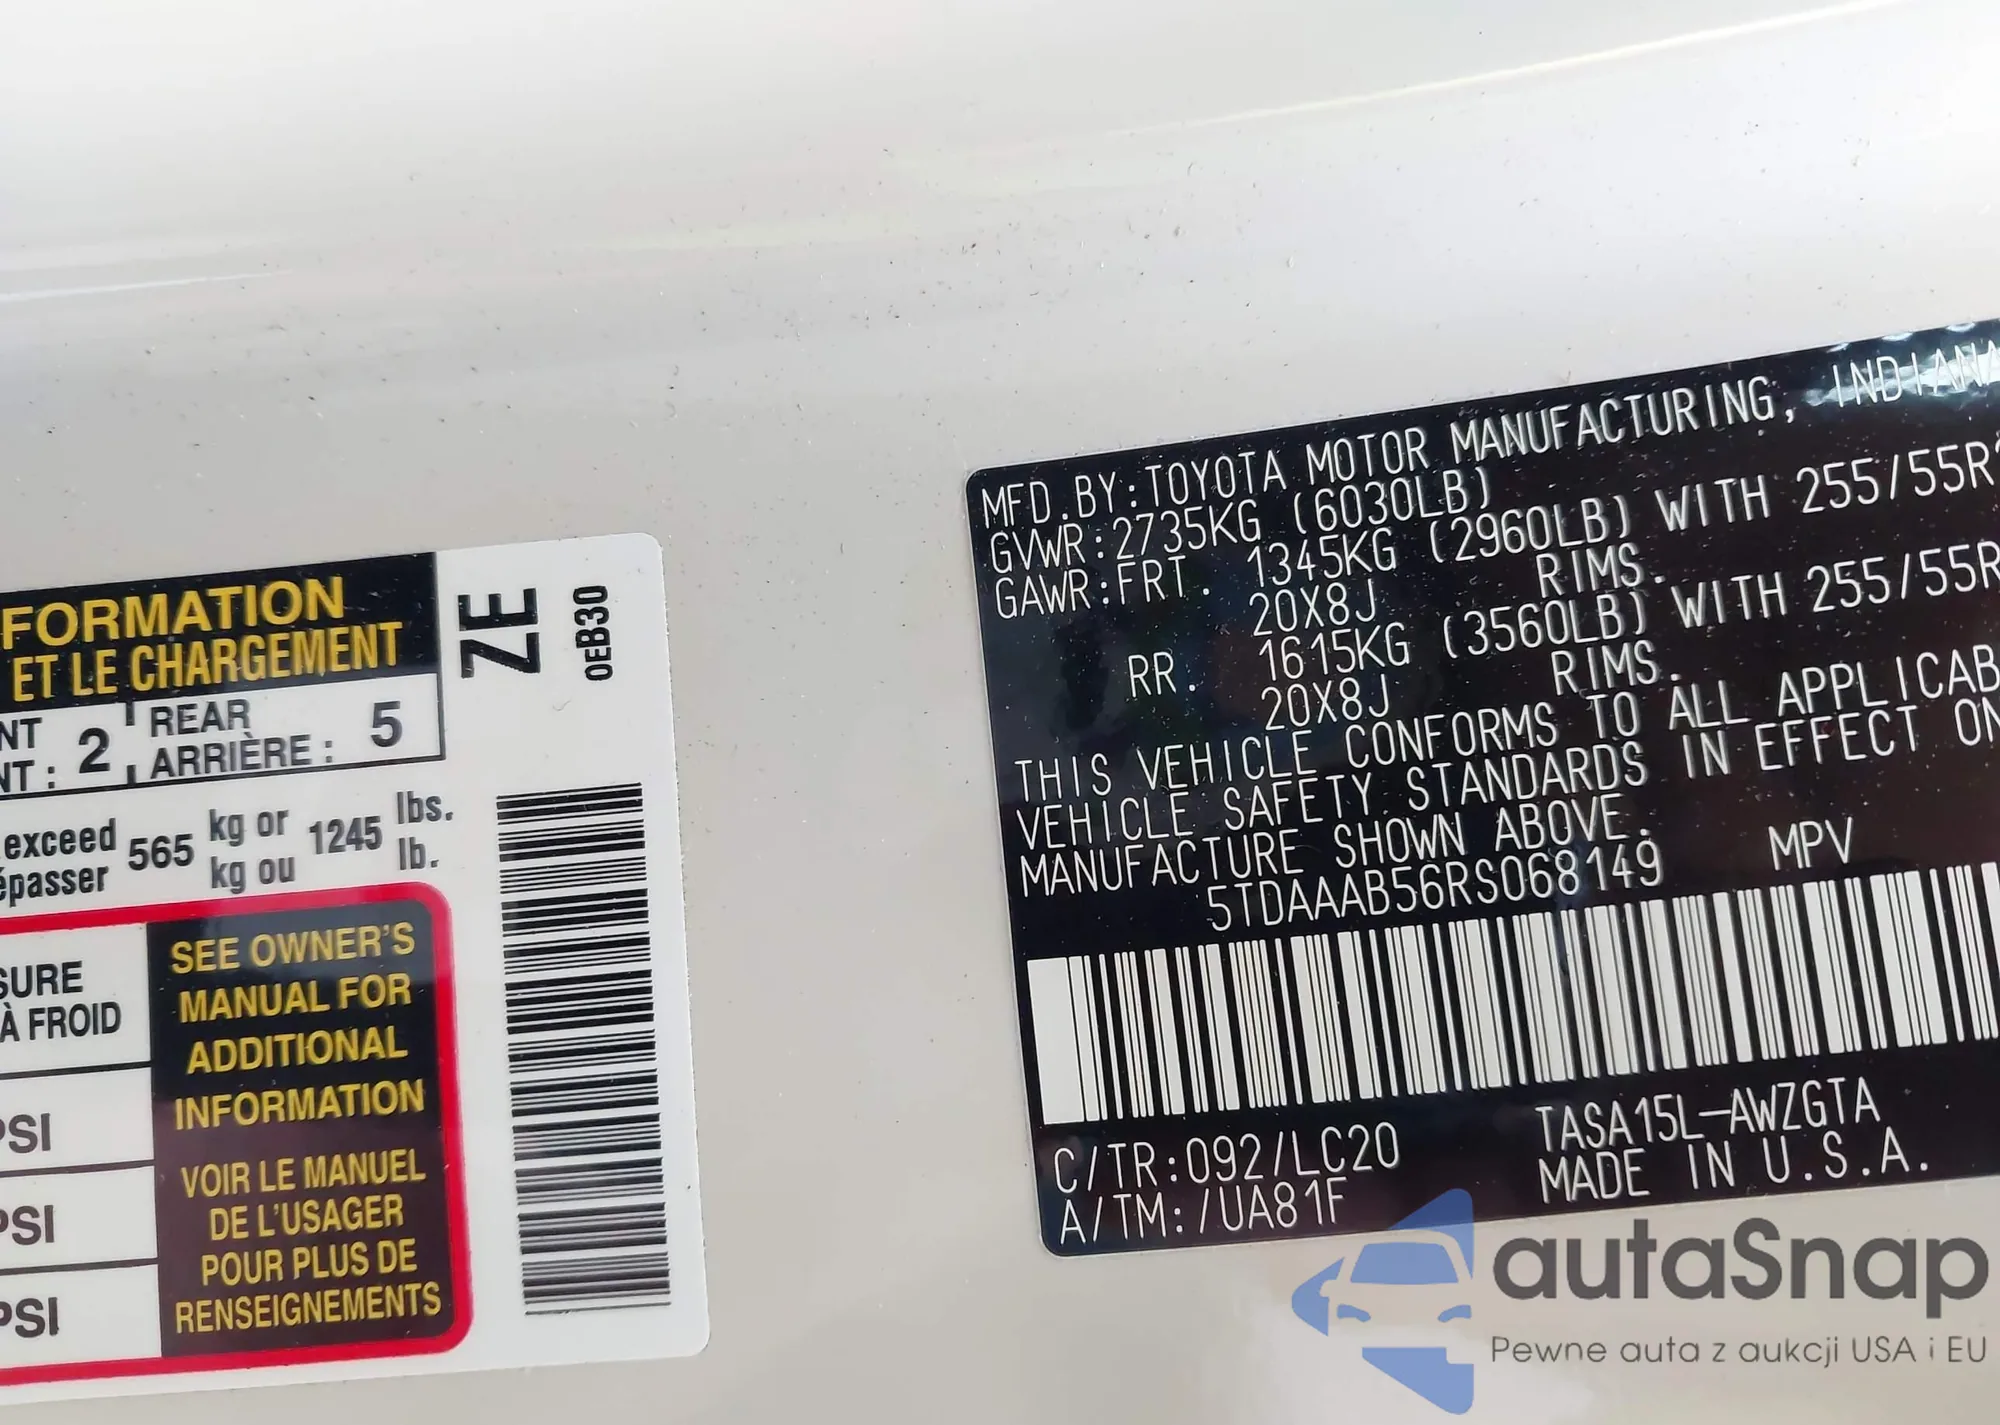 FORMATION
ET LE CHARGEMENT
ZE
0EB30
NT 2 REAR 5
NT : ARRIÈRE :
exceed 565 kg or 1245 lbs.
épasser kg ou lb.
SURE
À FROID
PSI
PSI
PSI
SEE OWNER'S
MANUAL FOR
ADDITIONAL
INFORMATION
VOIR LE MANUEL
DE L'USAGER
POUR PLUS DE
RENSEIGNEMENTS
MFD.BY:TOYOTA MOTOR MANUFACTURING, INDIANA
GVWR:2735KG (6030LB)
GAWR:FRT. 1345KG (2960LB) WITH 255/55R
20X8J RIMS.
RR. 1615KG (3560LB) WITH 255/55R
20X8J RIMS.
THIS VEHICLE CONFORMS TO ALL APPLICAB
VEHICLE SAFETY STANDARDS IN EFFECT ON
MANUFACTURE SHOWN ABOVE.
5TDAAAB56RS068149 MPV
C/TR:092/LC20 TASA15L-AWZGTA
A/TM:/UA81F MADE IN U.S.A.
autaSnap
Pewne auta z aukcji USA i EU